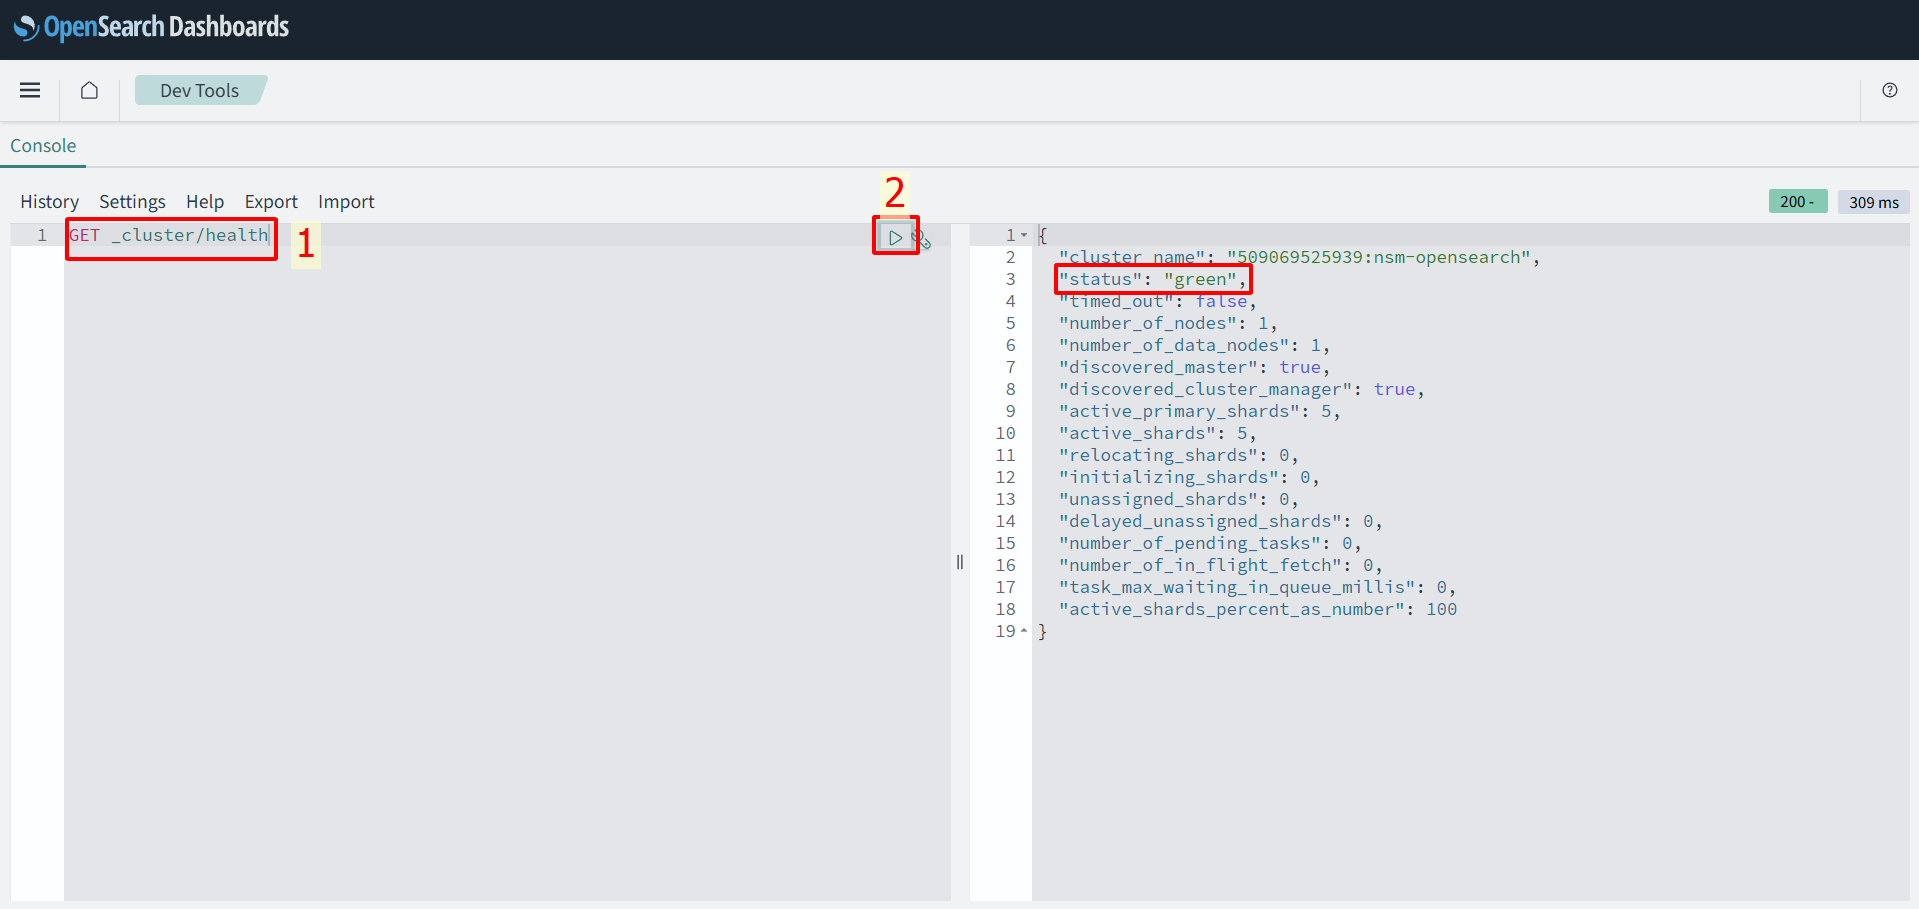 OpenSearch Dashboards
Dev Tools
Console
History Settings Help Export Import
2
200 - 309 ms
1 GET _cluster/health
1
1 {
2 "cluster_name": "509069525939:nsm-opensearch",
3 "status": "green",
4 "timed_out": false,
5 "number_of_nodes": 1,
6 "number_of_data_nodes": 1,
7 "discovered_master": true,
8 "discovered_cluster_manager": true,
9 "active_primary_shards": 5,
10 "active_shards": 5,
11 "relocating_shards": 0,
12 "initializing_shards": 0,
13 "unassigned_shards": 0,
14 "delayed_unassigned_shards": 0,
15 "number_of_pending_tasks": 0,
16 "number_of_in_flight_fetch": 0,
17 "task_max_waiting_in_queue_millis": 0,
18 "active_shards_percent_as_number": 100
19 }